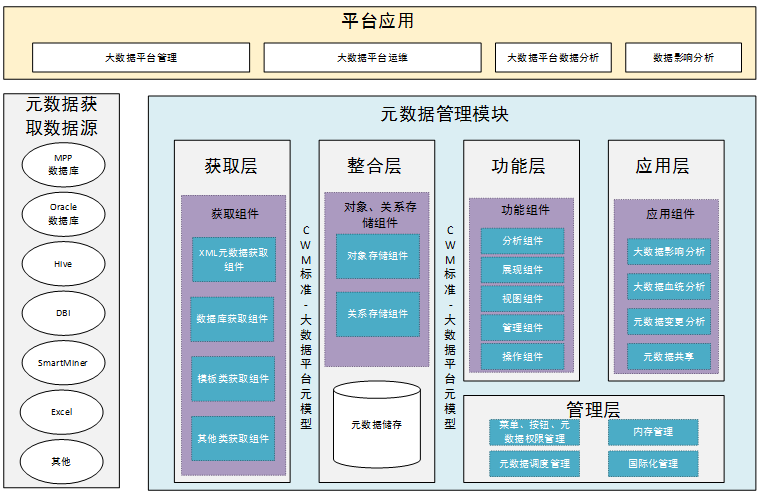 平台应用
大数据平台管理
大数据平台运维
大数据平台数据分析
数据影响分析
元数据获
取数据源
MPP
数据库
Oracle
数据库
Hive
DBI
SmartMiner
Excel
其他
元数据管理模块
获取层
获取组件
XML元数据获取
组件
数据库获取组件
模板类获取组件
其他类获取组件
CWM标准-大数据平台元模型
整合层
对象、关系存
储组件
对象存储组件
关系存储组件
元数据储存
CWM标准-大数据平台元模型
功能层
功能组件
分析组件
展现组件
视图组件
管理组件
操作组件
应用层
应用组件
大数据影响分析
大数据血统分析
元数据变更分析
元数据共享
管理层
菜单、按钮、元
数据权限管理
内存管理
元数据调度管理
国际化管理